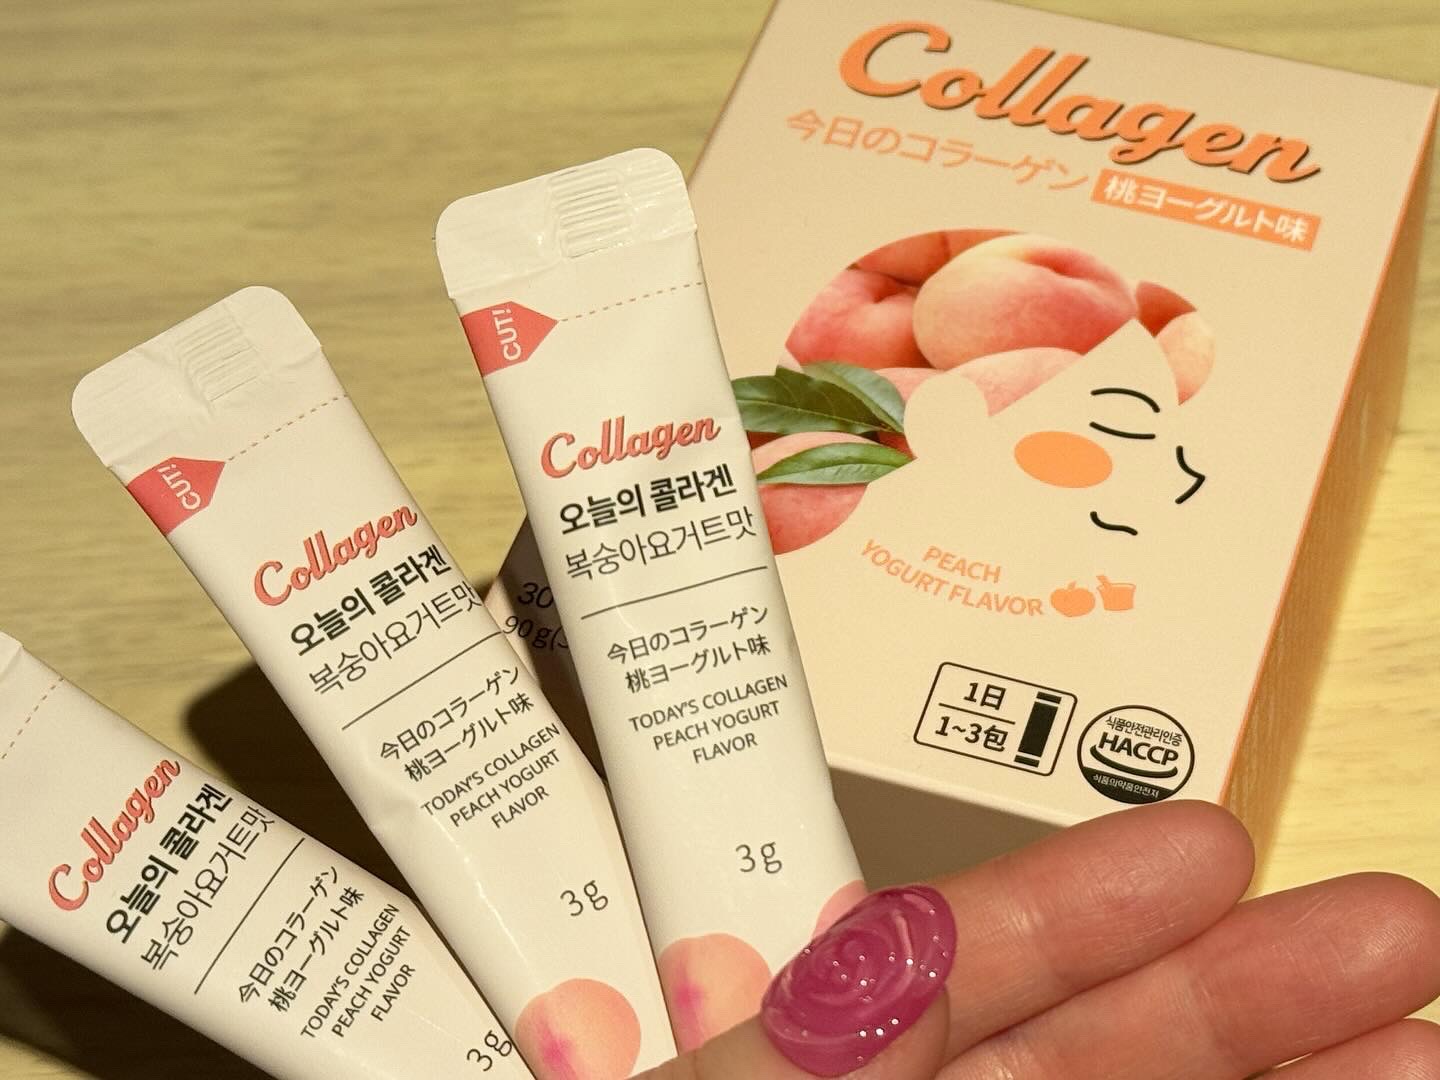 Collagen
今日のコラーゲン 桃ヨーグルト味
PEACH
YOGURT FLAVOR
1日
1~3包
식품안전관리인증
HACCP
식품의약품안전처
30
90g(3
CUT!
Collagen
오늘의 콜라겐
복숭아요거트맛
今日のコラーゲン
桃ヨーグルト味
TODAY'S COLLAGEN
PEACH YOGURT
FLAVOR
3g
CUT!
Collagen
오늘의 콜라겐
복숭아요거트맛
今日のコラーゲン
桃ヨーグルト味
TODAY'S COLLAGEN
PEACH YOGURT
FLAVOR
3g
Collagen
오늘의 콜라겐
복숭아요거트맛
今日のコラーゲン
桃ヨーグルト味
TODAY'S COLLAGEN
PEACH YOGURT
FLAVOR
3g